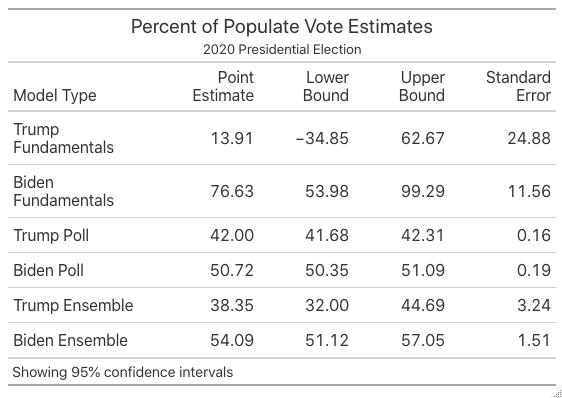 Percent of Populate Vote Estimates
2020 Presidential Election
Model Type Point Estimate Lower Bound Upper Bound Standard Error
Trump Fundamentals 13.91 −34.85 62.67 24.88
Biden Fundamentals 76.63 53.98 99.29 11.56
Trump Poll 42.00 41.68 42.31 0.16
Biden Poll 50.72 50.35 51.09 0.19
Trump Ensemble 38.35 32.00 44.69 3.24
Biden Ensemble 54.09 51.12 57.05 1.51
Showing 95% confidence intervals